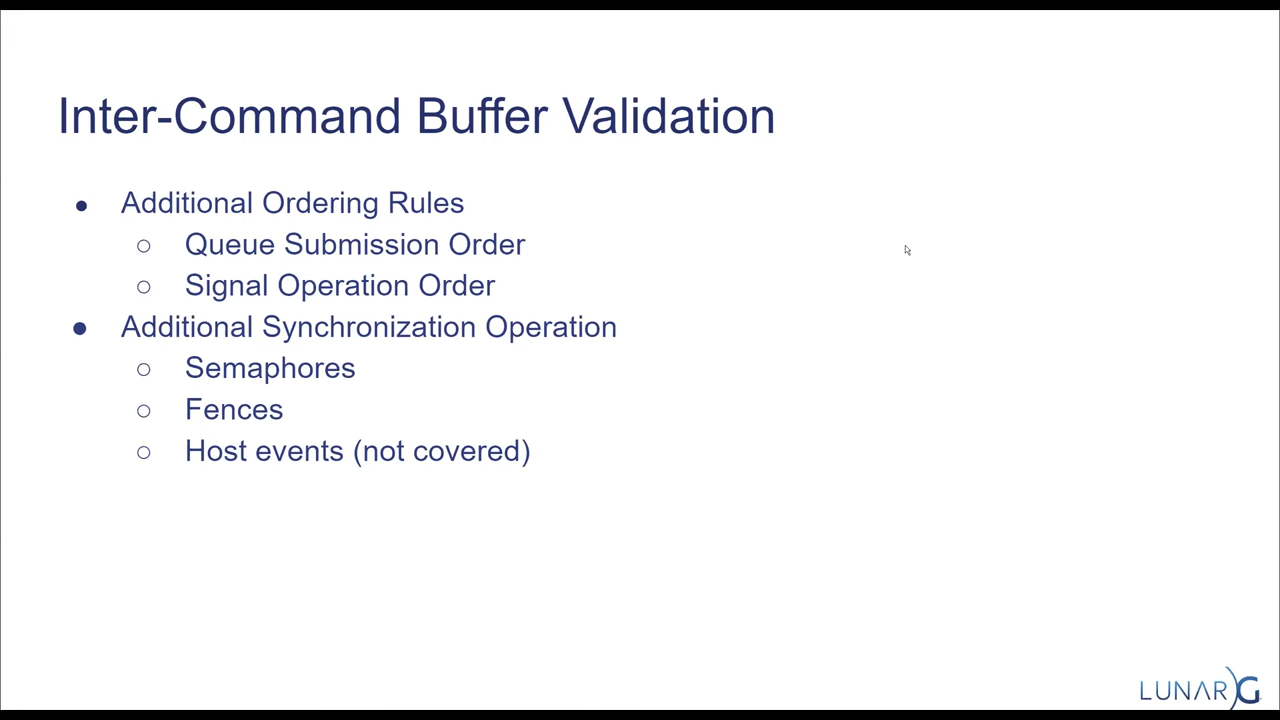 Inter-Command Buffer Validation
● Additional Ordering Rules
○ Queue Submission Order
○ Signal Operation Order
● Additional Synchronization Operation
○ Semaphores
○ Fences
○ Host events (not covered)
LUNARG